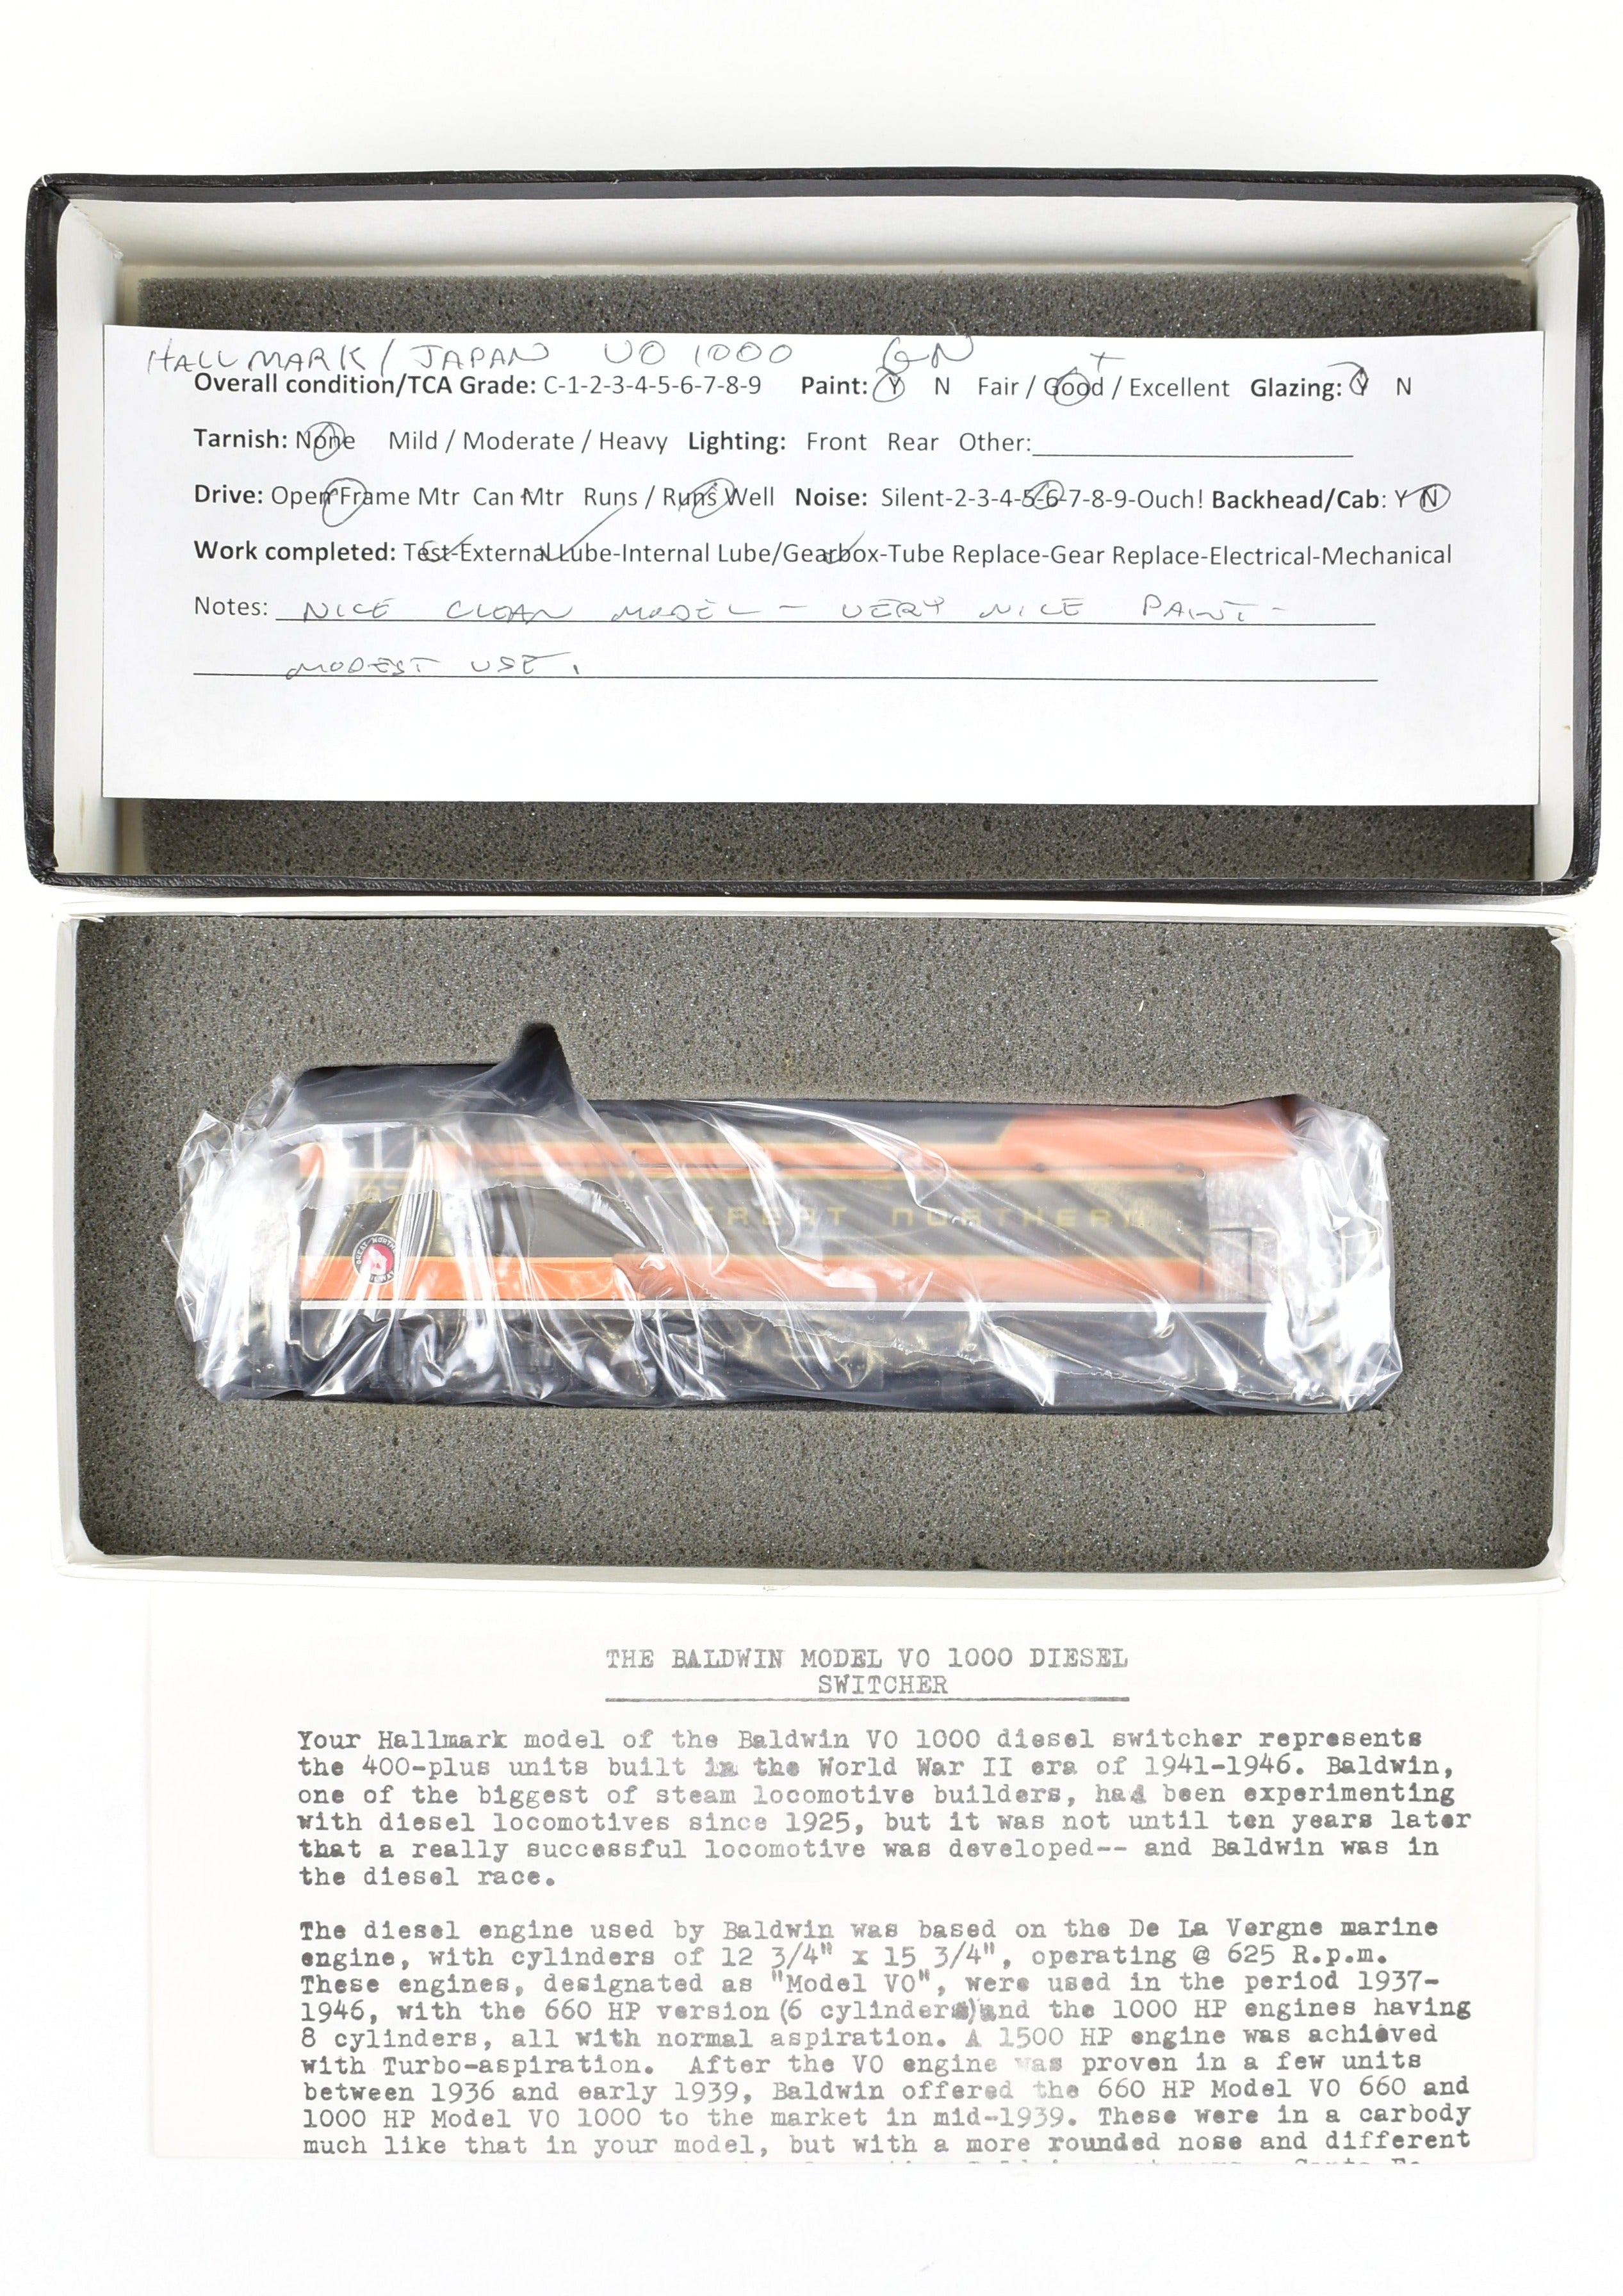 HALLMARK / JAPAN VO 1000 GN
+
Overall condition/TCA Grade: C-1-2-3-4-5-6-7-8-9 Paint: Y N Fair / Good / Excellent Glazing: Y N
Tarnish: None Mild / Moderate / Heavy Lighting: Front Rear Other:
Drive: Open Frame Mtr Can Mtr Runs / Runs Well Noise: Silent-2-3-4-5-6-7-8-9-Ouch! Backhead/Cab: Y N
Work completed: Test-External Lube-Internal Lube/Gearbox-Tube Replace-Gear Replace-Electrical-Mechanical
Notes: NICE CLEAN MODEL - VERY NICE PAINT -
MODEST USE.
GREAT NORTHERN
THE BALDWIN MODEL VO 1000 DIESEL
SWITCHER
Your Hallmark model of the Baldwin VO 1000 diesel switcher represents
the 400-plus units built in the World War II era of 1941-1946. Baldwin,
one of the biggest of steam locomotive builders, had been experimenting
with diesel locomotives since 1925, but it was not until ten years later
that a really successful locomotive was developed-- and Baldwin was in
the diesel race.
The diesel engine used by Baldwin was based on the De La Vergne marine
engine, with cylinders of 12 3/4" x 15 3/4", operating @ 625 R.p.m.
These engines, designated as "Model VO", were used in the period 1937-
1946, with the 660 HP version (6 cylinders) and the 1000 HP engines having
8 cylinders, all with normal aspiration. A 1500 HP engine was achieved
with Turbo-aspiration. After the VO engine was proven in a few units
between 1936 and early 1939, Baldwin offered the 660 HP Model VO 660 and
1000 HP Model VO 1000 to the market in mid-1939. These were in a carbody
much like that in your model, but with a more rounded nose and different